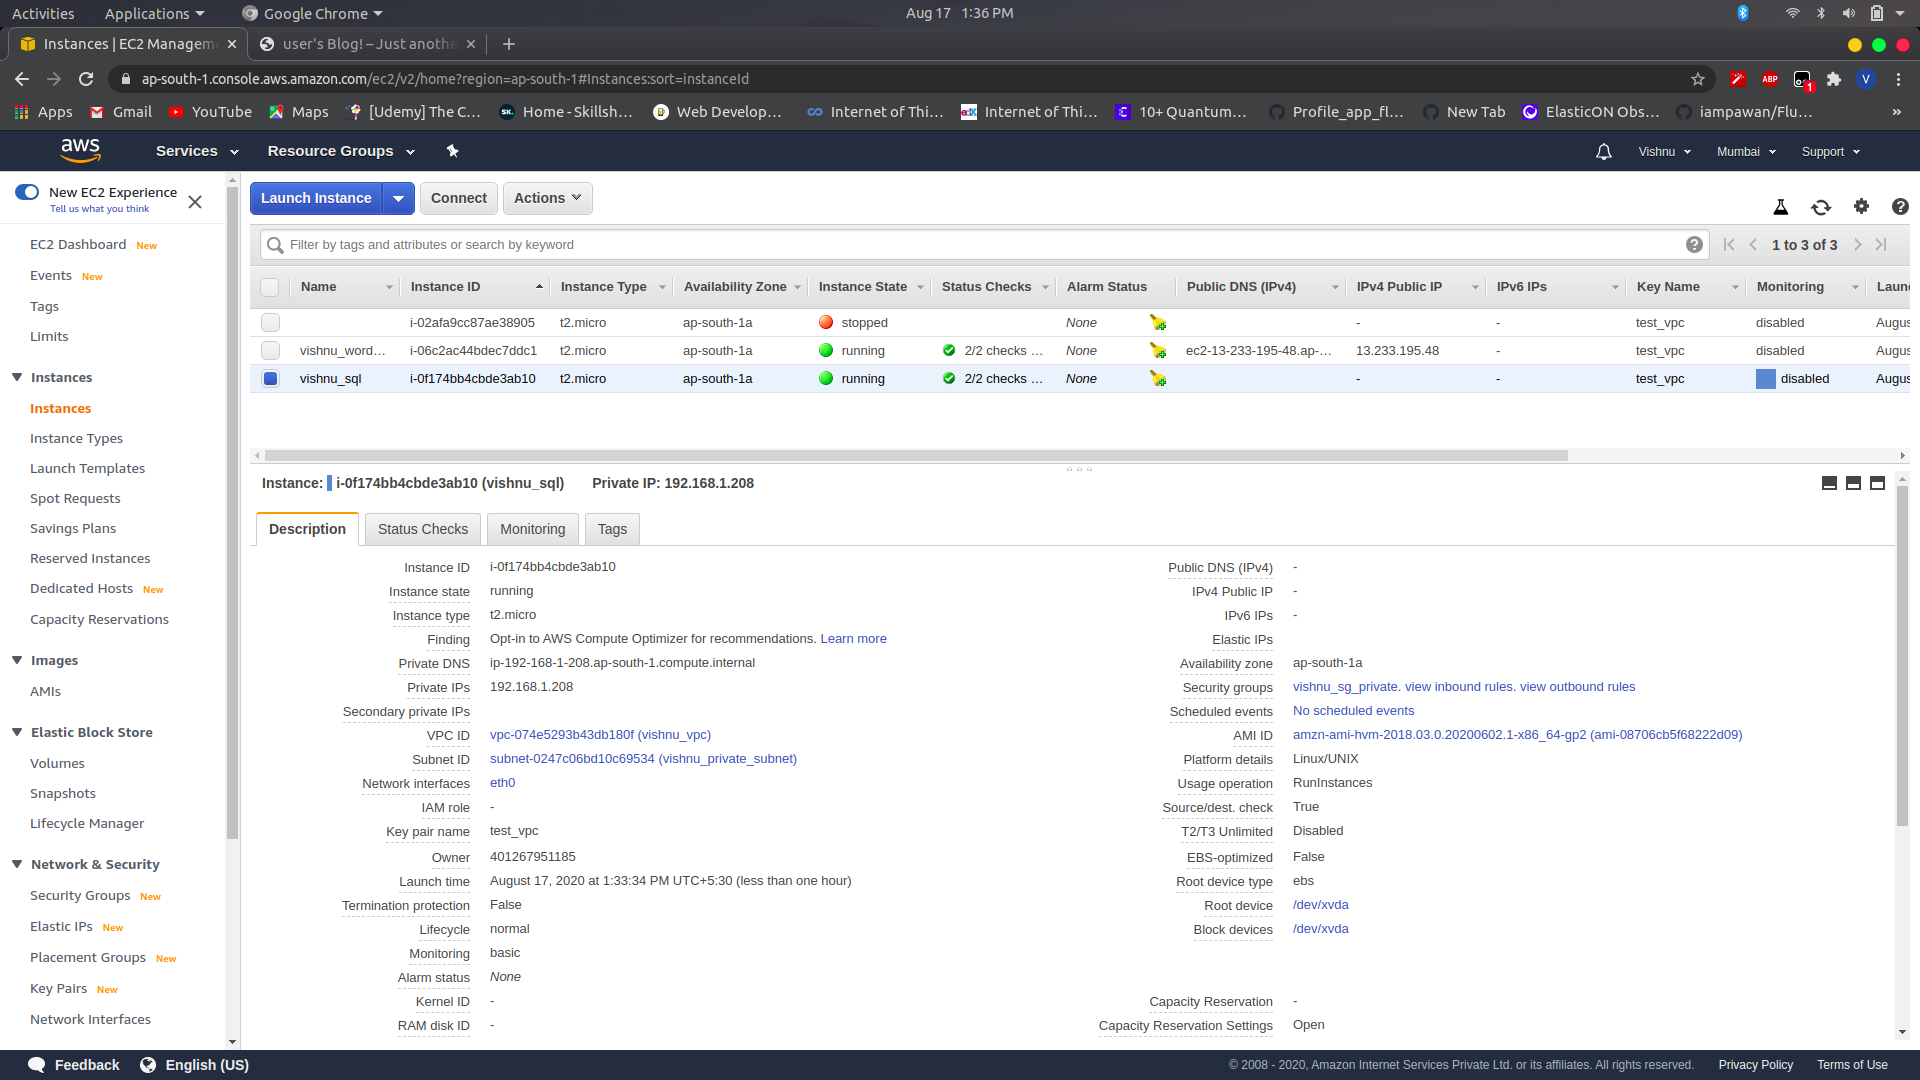 Activities Applications Google Chrome Aug 17 1:36 PM
Instances | EC2 Managem user's Blog! – Just anothe
ap-south-1.console.aws.amazon.com/ec2/v2/home?region=ap-south-1#Instances:sort=instanceId ABP 1 V
Apps Gmail YouTube Maps [Udemy] The C… Home - Skillsh… Web Develop… Internet of Thi… Internet of Thi… 10+ Quantum… Profile_app_fl… New Tab ElasticON Obs… iampawan/Flu… »
aws Services Resource Groups Vishnu Mumbai Support
New EC2 Experience
Tell us what you think
EC2 Dashboard New
Events New
Tags
Limits
Instances
Instances
Instance Types
Launch Templates
Spot Requests
Savings Plans
Reserved Instances
Dedicated Hosts New
Capacity Reservations
Images
AMIs
Elastic Block Store
Volumes
Snapshots
Lifecycle Manager
Network & Security
Security Groups New
Elastic IPs New
Placement Groups New
Key Pairs New
Network Interfaces
Launch Instance Connect Actions
Filter by tags and attributes or search by keyword 1 to 3 of 3
Name Instance ID Instance Type Availability Zone Instance State Status Checks Alarm Status Public DNS (IPv4) IPv4 Public IP IPv6 IPs Key Name Monitoring Laun
i-02afa9cc87ae38905 t2.micro ap-south-1a stopped None - - test_vpc disabled Augus
vishnu_word… i-06c2ac44bdec7ddc1 t2.micro ap-south-1a running 2/2 checks … None ec2-13-233-195-48.ap-… 13.233.195.48 - test_vpc disabled Augus
vishnu_sql i-0f174bb4cbde3ab10 t2.micro ap-south-1a running 2/2 checks … None - - test_vpc disabled Augus
Instance: i-0f174bb4cbde3ab10 (vishnu_sql) Private IP: 192.168.1.208
Description Status Checks Monitoring Tags
Instance ID i-0f174bb4cbde3ab10 Public DNS (IPv4) -
Instance state running IPv4 Public IP -
Instance type t2.micro IPv6 IPs -
Finding Opt-in to AWS Compute Optimizer for recommendations. Learn more Elastic IPs
Private DNS ip-192-168-1-208.ap-south-1.compute.internal Availability zone ap-south-1a
Private IPs 192.168.1.208 Security groups vishnu_sg_private. view inbound rules. view outbound rules
Secondary private IPs Scheduled events No scheduled events
VPC ID vpc-074e5293b43db180f (vishnu_vpc) AMI ID amzn-ami-hvm-2018.03.0.20200602.1-x86_64-gp2 (ami-08706cb5f68222d09)
Subnet ID subnet-0247c06bd10c69534 (vishnu_private_subnet) Platform details Linux/UNIX
Network interfaces eth0 Usage operation RunInstances
IAM role - Source/dest. check True
Key pair name test_vpc T2/T3 Unlimited Disabled
Owner 401267951185 EBS-optimized False
Launch time August 17, 2020 at 1:33:34 PM UTC+5:30 (less than one hour) Root device type ebs
Termination protection False Root device /dev/xvda
Lifecycle normal Block devices /dev/xvda
Monitoring basic
Alarm status None
Kernel ID - Capacity Reservation -
RAM disk ID - Capacity Reservation Settings Open
Feedback English (US) © 2008 - 2020, Amazon Internet Services Private Ltd. or its affiliates. All rights reserved. Privacy Policy Terms of Use